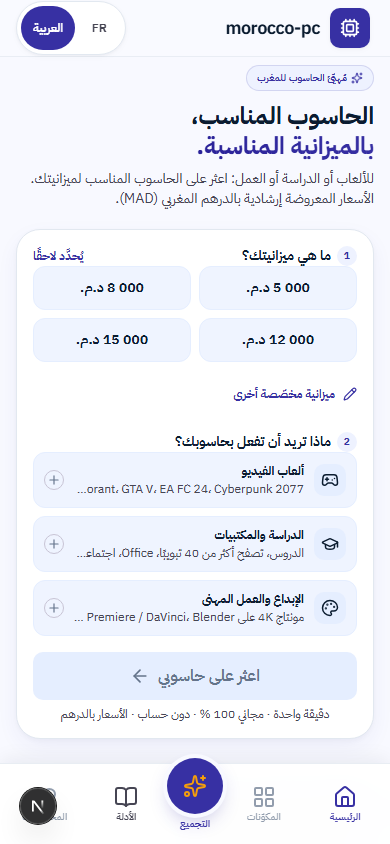 morocco-pc
FR
العربية
مُهيّئ الحاسوب للمغرب
الحاسوب المناسب،
بالميزانية المناسبة.
للألعاب أو الدراسة أو العمل: اعثر على الحاسوب المناسب لميزانيتك.
الأسعار المعروضة إرشادية بالدرهم المغربي (MAD).
1 ما هي ميزانيتك؟
يُحدَّد لاحقًا
5 000 د.م.
8 000 د.م.
12 000 د.م.
15 000 د.م.
ميزانية مخصّصة أخرى
2 ماذا تريد أن تفعل بحاسوبك؟
ألعاب الفيديو
...orant، GTA V، EA FC 24، Cyberpunk 2077
الدراسة والمكتبيات
الدروس، تصفح أكثر من 40 تبويبًا، Office، اجتماع...
الإبداع والعمل المهني
مونتاج 4K على Premiere / DaVinci، Blender ...
اعثر على حاسوبي
دقيقة واحدة · مجاني 100 % · دون حساب · الأسعار بالدرهم
الرئيسية
المكوّنات
التجميع
الأدلة
N